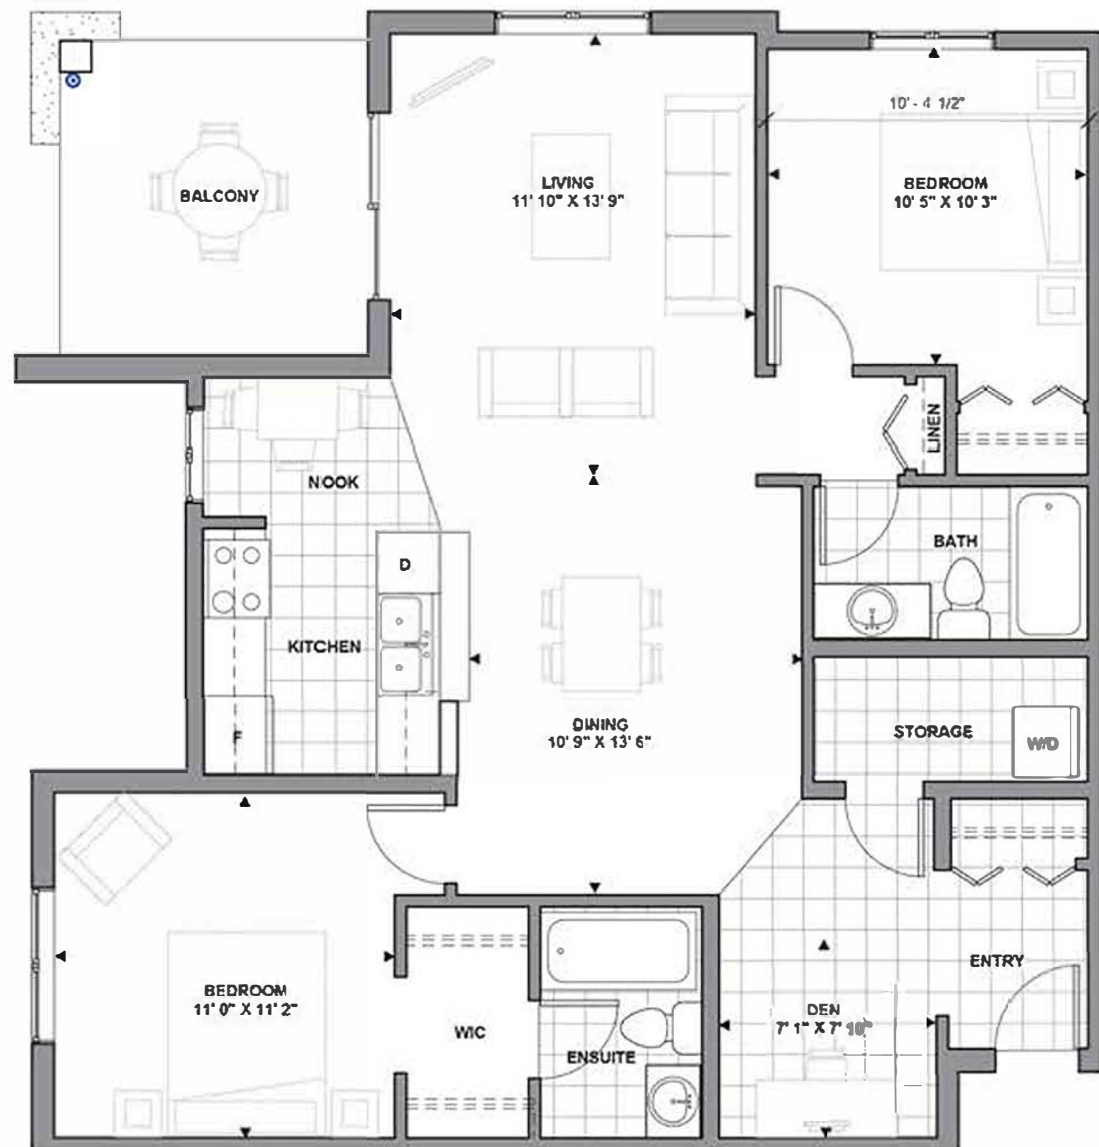 10' - 4 1/2"
BALCONY
LIVING
11' 10" X 13' 9"
BEDROOM
10' 5" X 10' 3"
LINEN
NOOK
BATH
D
KITCHEN
F
DINING
10' 9" X 13' 6"
STORAGE
W/D
BEDROOM
11' 0" X 11' 2"
WIC
ENSUITE
DEN
7' 1" X 7' 10"
ENTRY